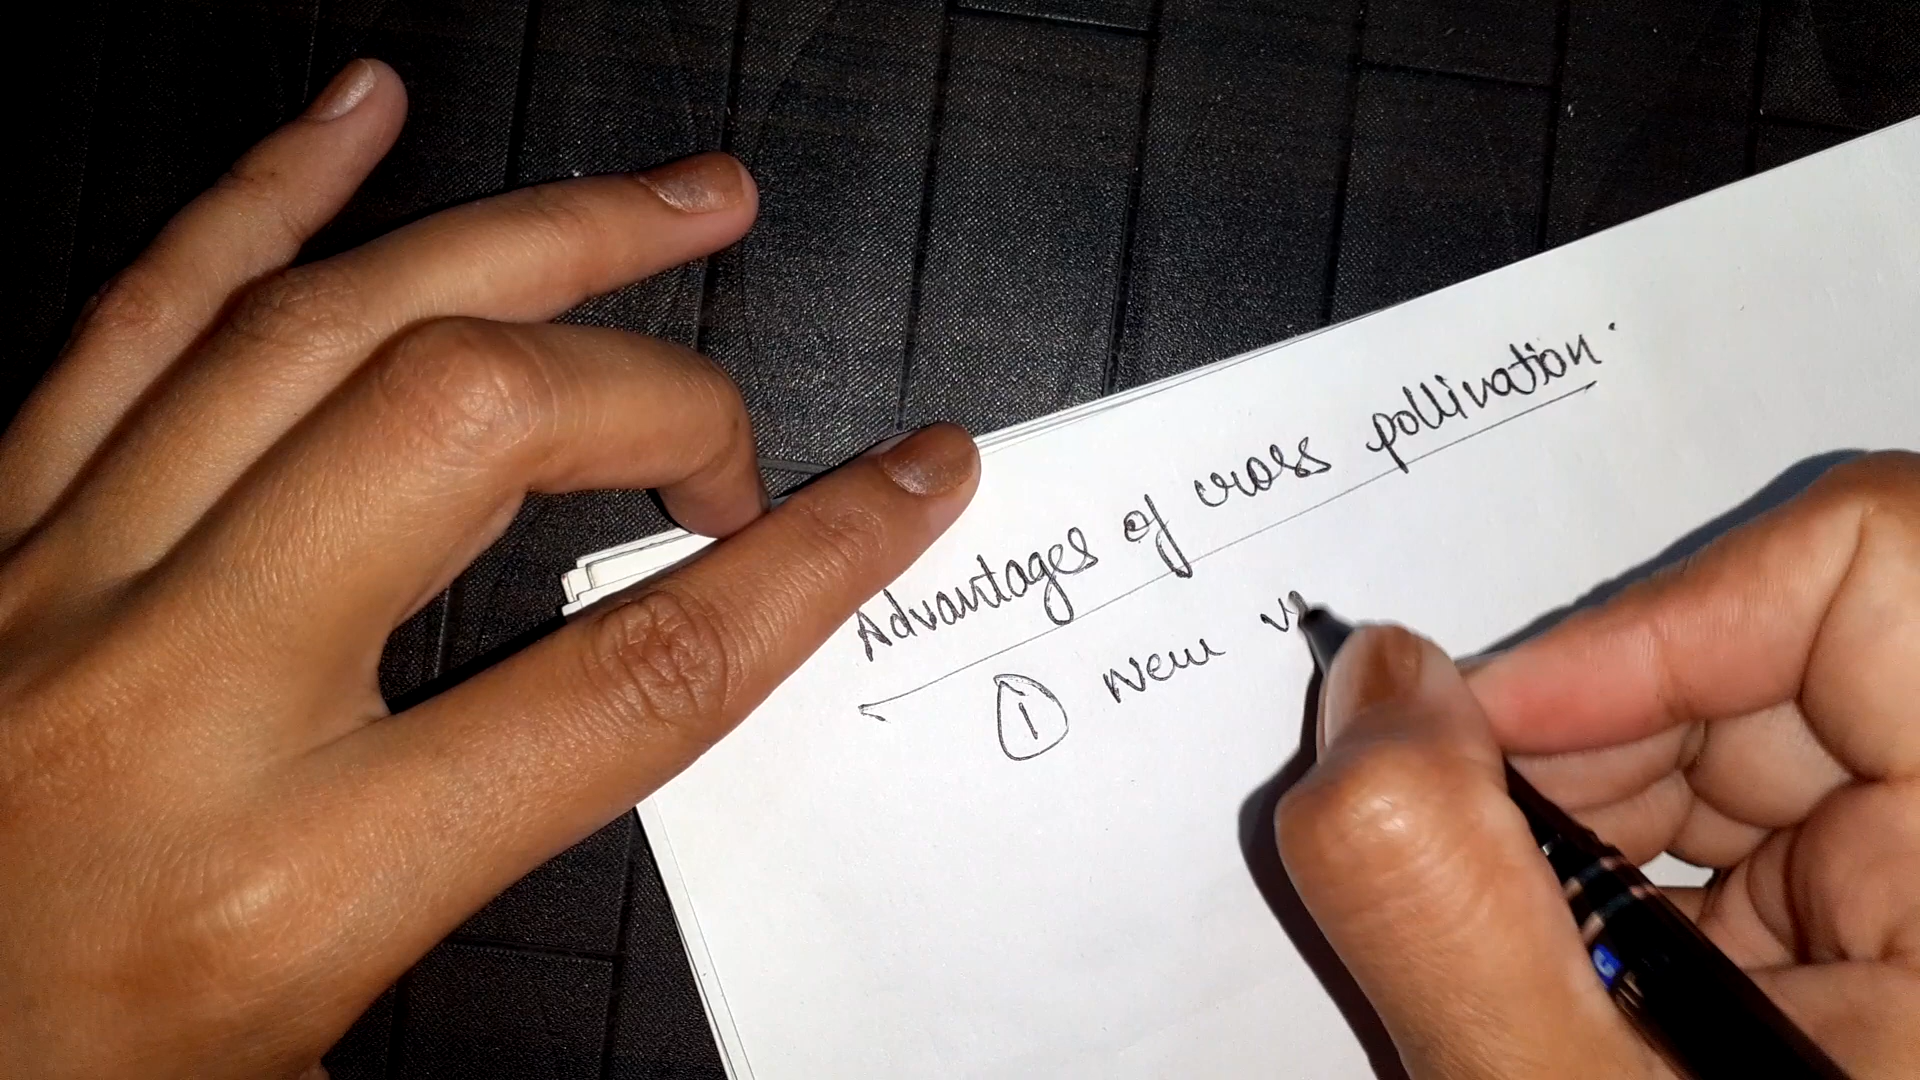 Advantages of cross pollination.
① New